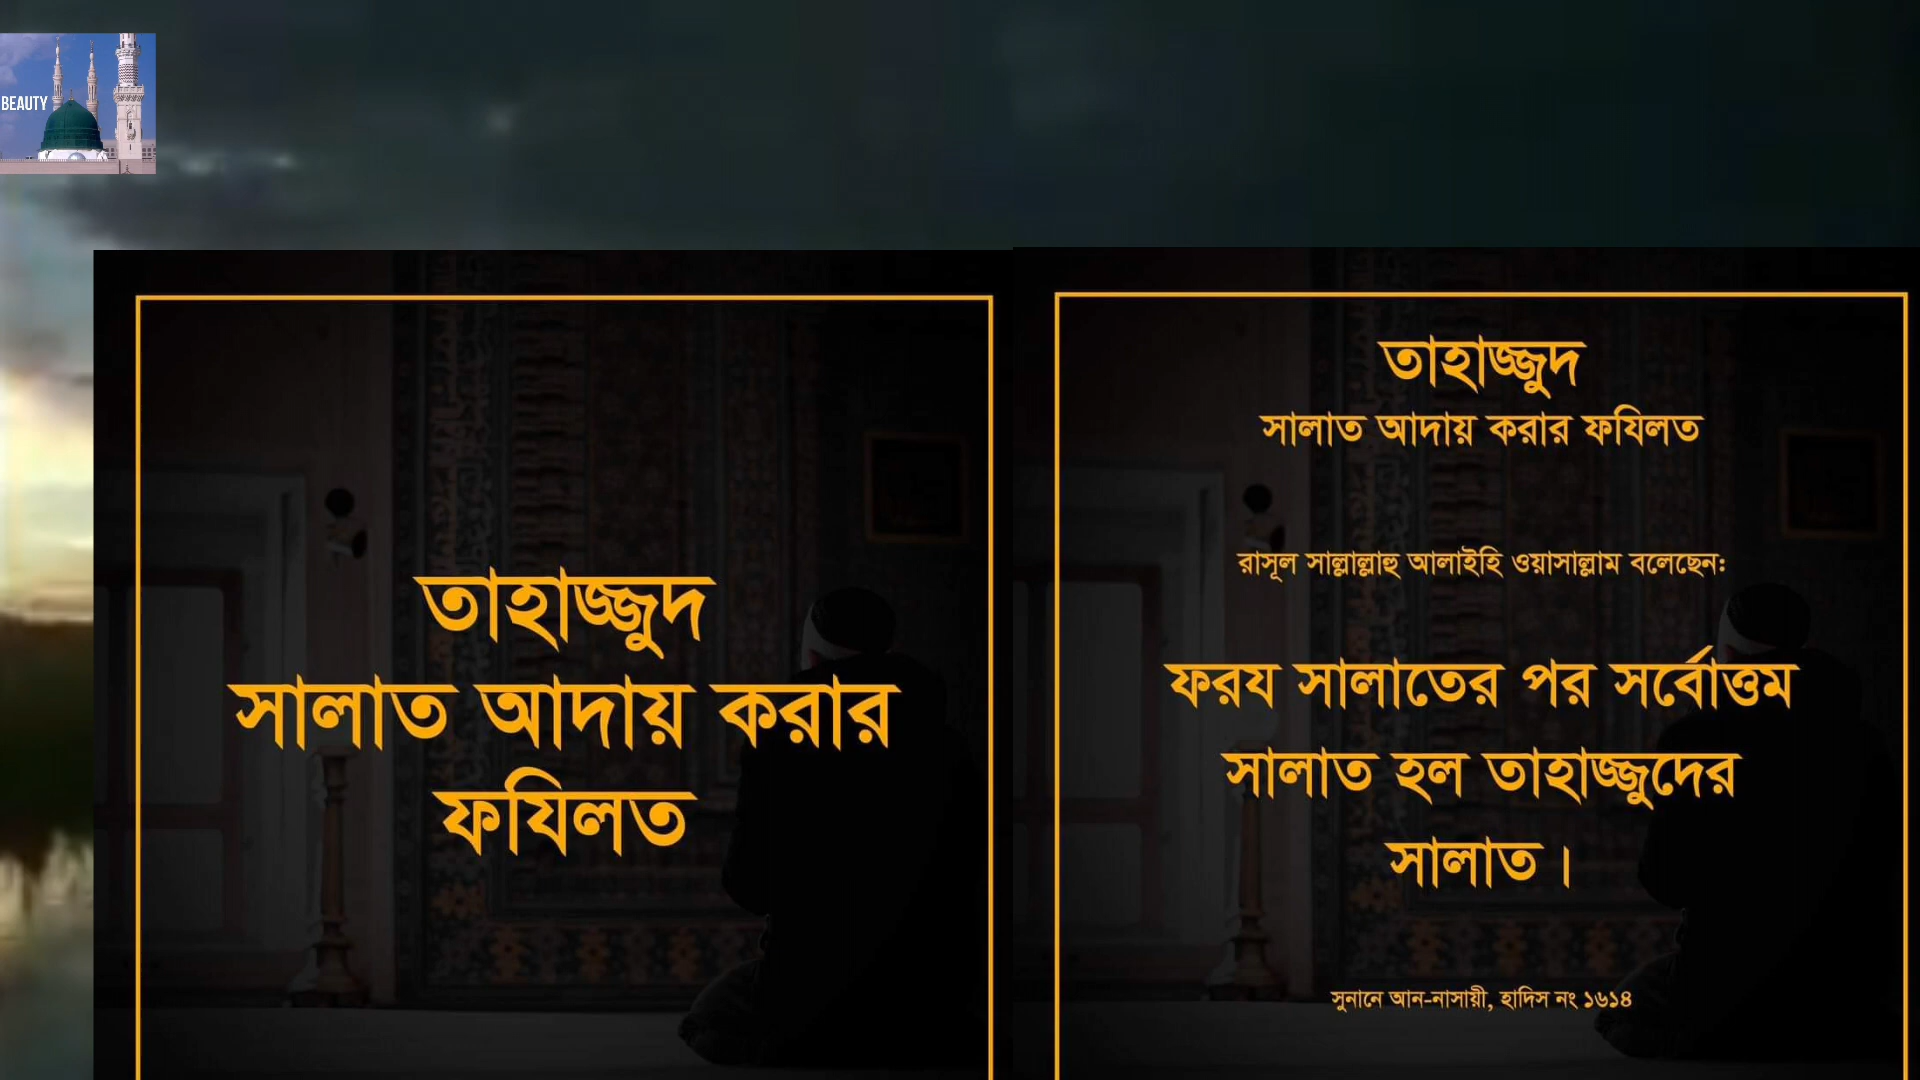 BEAUTY
তাহাজ্জুদ
সালাত আদায় করার
ফযিলত
তাহাজ্জুদ
সালাত আদায় করার ফযিলত
রাসূল সাল্লাল্লাহু আলাইহি ওয়াসাল্লাম বলেছেন:
ফরয সালাতের পর সর্বোত্তম
সালাত হল তাহাজ্জুদের
সালাত।
সুনানে আন-নাসায়ী, হাদিস নং ১৬১৪